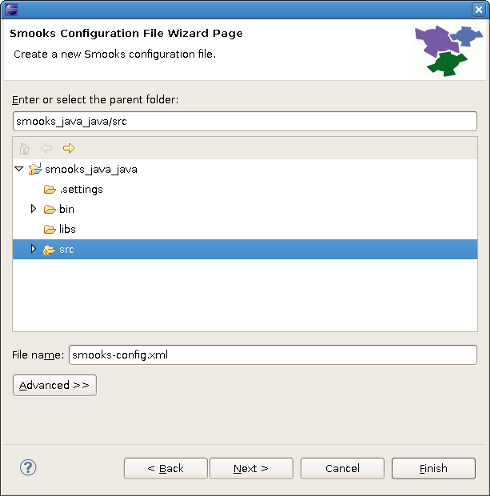 Smooks Configuration File Wizard Page
Create a new Smooks configuration file.
Enter or select the parent folder:
smooks_java_java/src
smooks_java_java
.settings
bin
libs
src
File name: smooks-config.xml
Advanced >>
? < Back Next > Cancel Finish